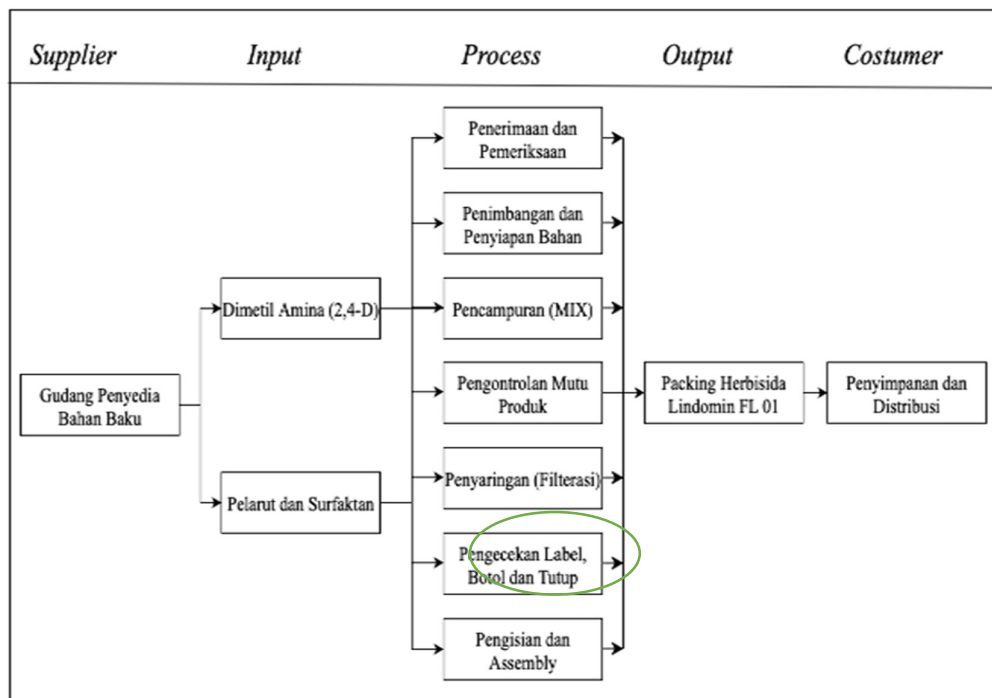 Supplier
Input
Process
Output
Costumer
Penerimaan dan
Pemeriksaan
Penimbangan dan
Penyiapan Bahan
Dimetil Amina (2,4-D)
Pencampuran (MIX)
Gudang Penyedia
Bahan Baku
Pengontrolan Mutu
Produk
Packing Herbisida
Lindomin FL 01
Penyimpanan dan
Distribusi
Pelarut dan Surfaktan
Penyaringan (Filterasi)
Pengecekan Label,
Botol dan Tutup
Pengisian dan
Assembly